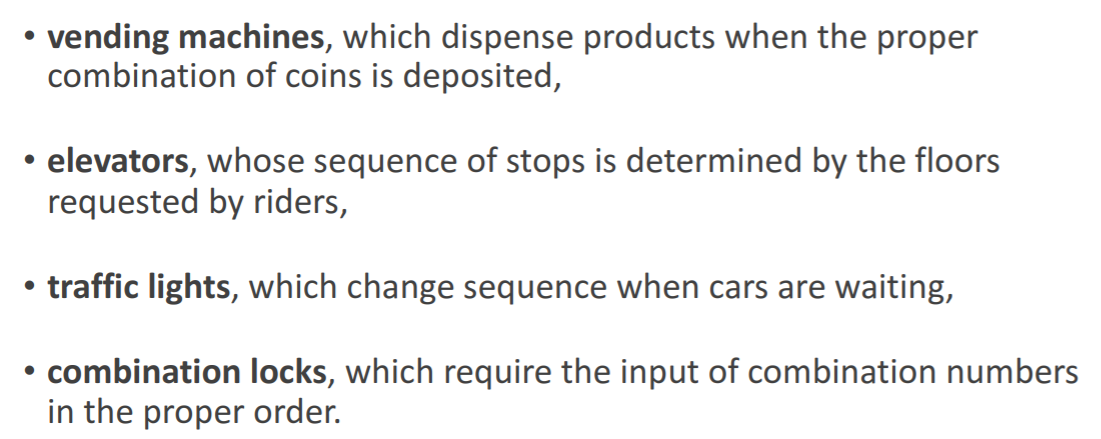 • vending machines, which dispense products when the proper
combination of coins is deposited,
• elevators, whose sequence of stops is determined by the floors
requested by riders,
• traffic lights, which change sequence when cars are waiting,
• combination locks, which require the input of combination numbers
in the proper order.